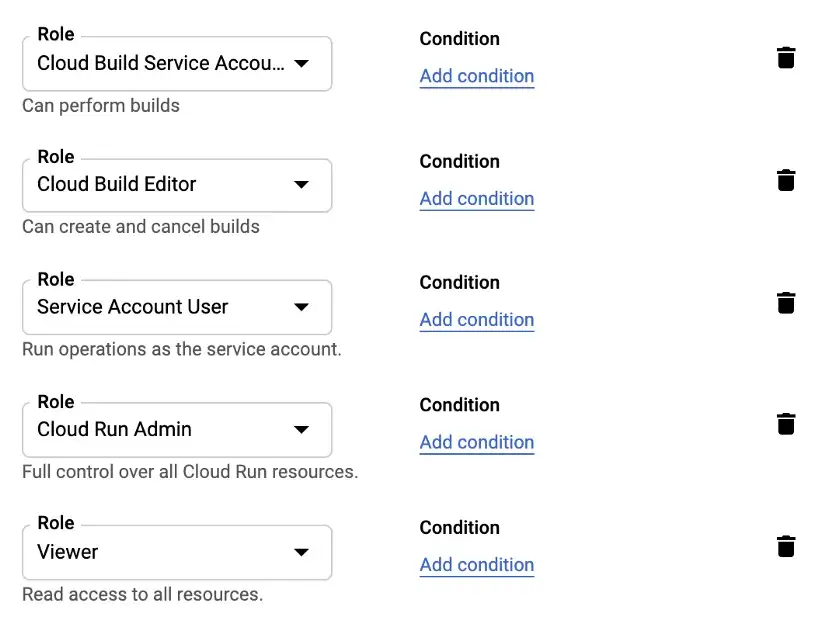 Role
Condition
Cloud Build Service Accou...
Add condition
Can perform builds
Role
Condition
Cloud Build Editor
Add condition
Can create and cancel builds
Role
Condition
Service Account User
Add condition
Run operations as the service account.
Role
Condition
Cloud Run Admin
Add condition
Full control over all Cloud Run resources.
Role
Condition
Viewer
Add condition
Read access to all resources.